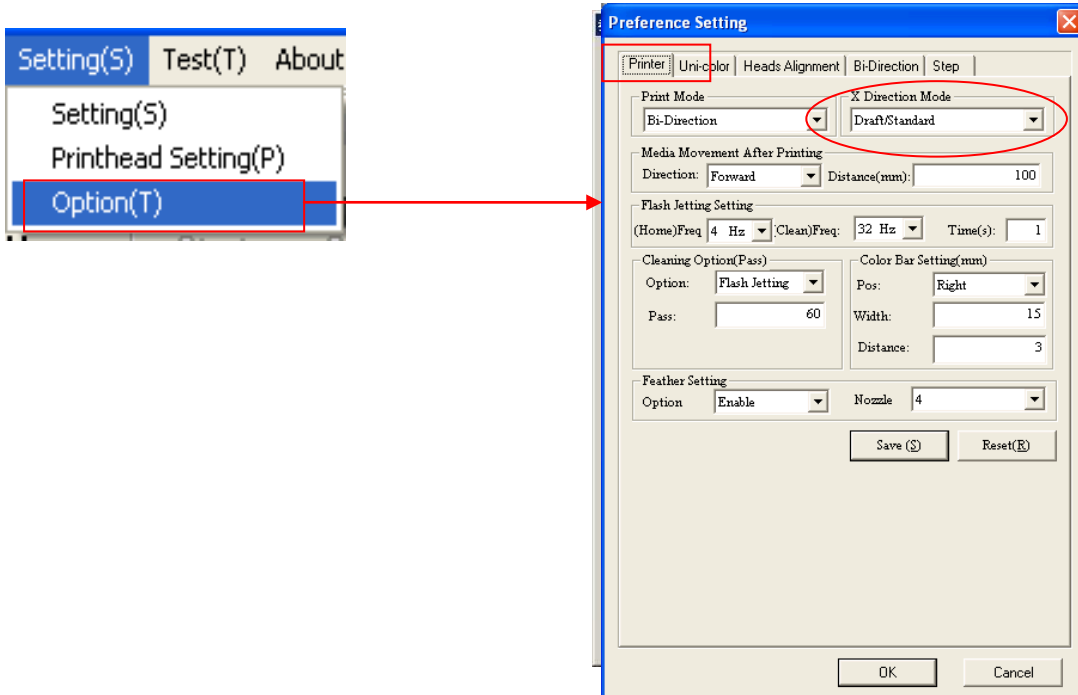 Setting(S) Test(T) About
Setting(S)
Printhead Setting(P)
Option(T)
Preference Setting
Printer Uni-color Heads Alignment Bi-Direction Step
Print Mode X Direction Mode
Bi-Direction Draft/Standard
Media Movement After Printing
Direction: Forward Distance(mm): 100
Flash Jetting Setting
(Home)Freq 4 Hz (Clean)Freq: 32 Hz Time(s): 1
Cleaning Option(Pass) Color Bar Setting(mm)
Option: Flash Jetting Pos: Right
Pass: 60 Width: 15
Distance: 3
Feather Setting
Option Enable Nozzle 4
Save (S) Reset(R)
OK Cancel